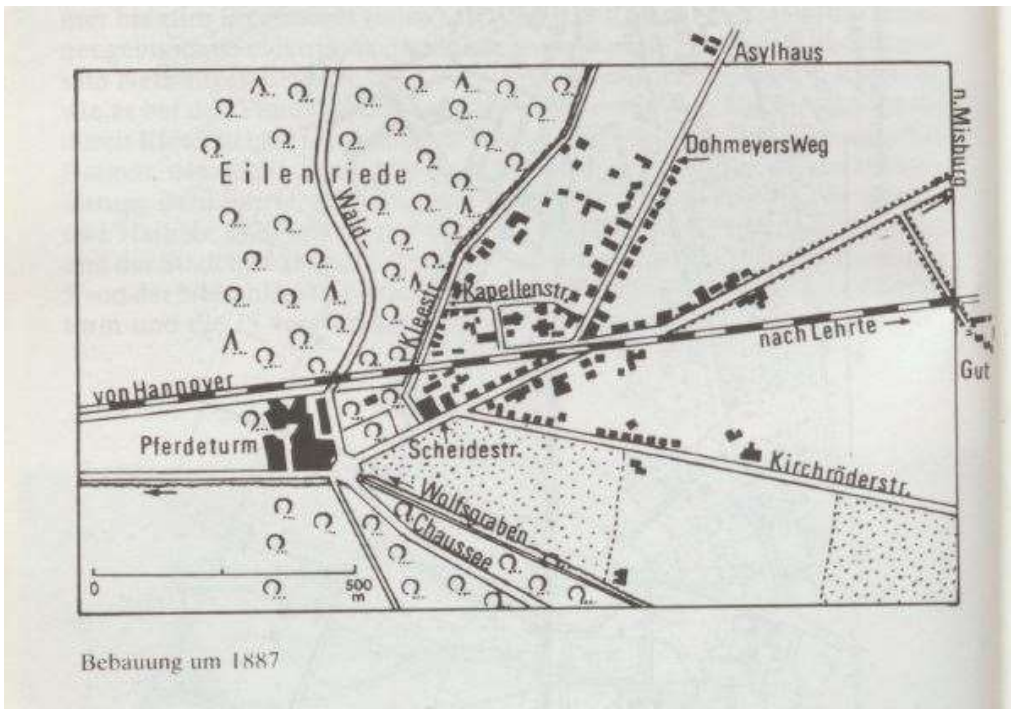 Asylhaus
n. Misburg
Dohmeyers Weg
Eilenriede
Wald-
Kleestr.
Kapellenstr.
nach Lehrte
von Hannover
Gut
Pferdeturm
Scheidestr.
Kirchröderstr.
Wolfsgraben
Chaussee
0 500
m
Bebauung um 1887